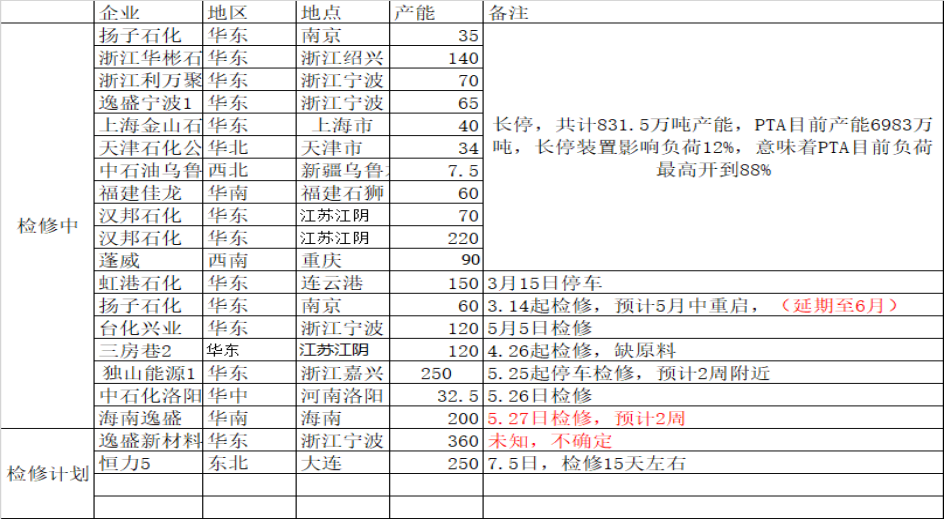 企业 地区 地点 产能 备注
检修中
扬子石化 华东 南京 35
浙江华彬石 华东 浙江绍兴 140
浙江利万聚 华东 浙江宁波 70
逸盛宁波1 华东 浙江宁波 65
上海金山石 华东 上海市 40
天津石化公 华北 天津市 34
中石油乌鲁 西北 新疆乌鲁 7.5
福建佳龙 华南 福建石狮 60
汉邦石化 华东 江苏江阴 70
汉邦石化 华东 江苏江阴 220
蓬威 西南 重庆 90
长停，共计831.5万吨产能，PTA目前产能6983万
吨，长停装置影响负荷12%，意味着PTA目前负荷
最高开到88%
虹港石化 华东 连云港 150 3月15日停车
扬子石化 华东 南京 60 3.14起检修，预计5月中重启，（延期至6月）
台化兴业 华东 浙江宁波 120 5月5日检修
三房巷2 华东 江苏江阴 120 4.26起检修，缺原料
独山能源1 华东 浙江嘉兴 250 5.25起停车检修，预计2周附近
中石化洛阳 华中 河南洛阳 32.5 5.26日检修
海南逸盛 华南 海南 200 5.27日检修，预计2周
检修计划
逸盛新材料 华东 浙江宁波 360 未知，不确定
恒力5 东北 大连 250 7.5日，检修15天左右